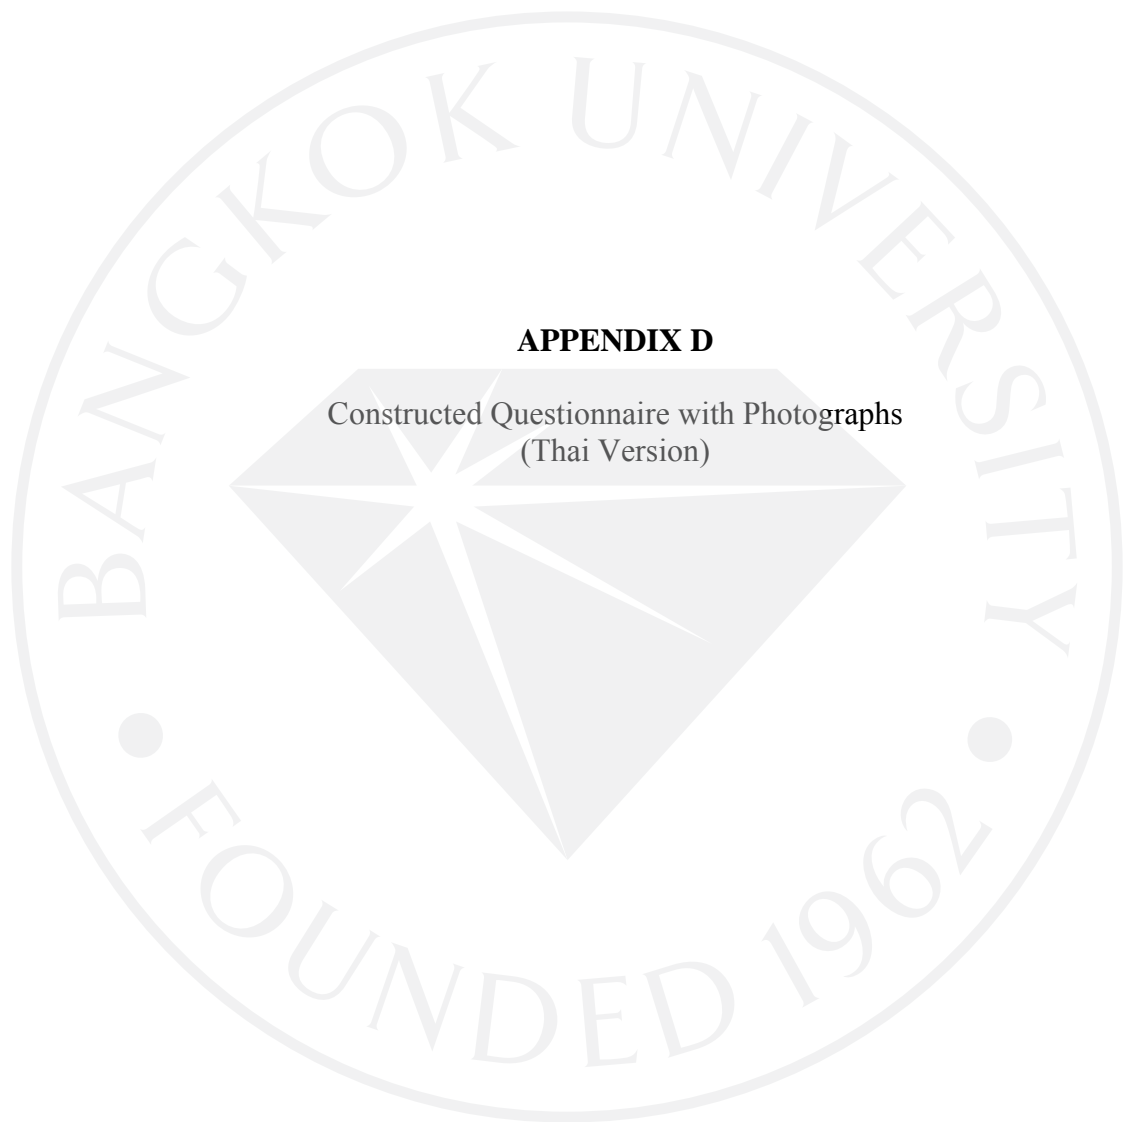 BANGKOK UNIVERSITY
APPENDIX D
Constructed Questionnaire with Photographs
(Thai Version)
• FOUNDED 1962 •